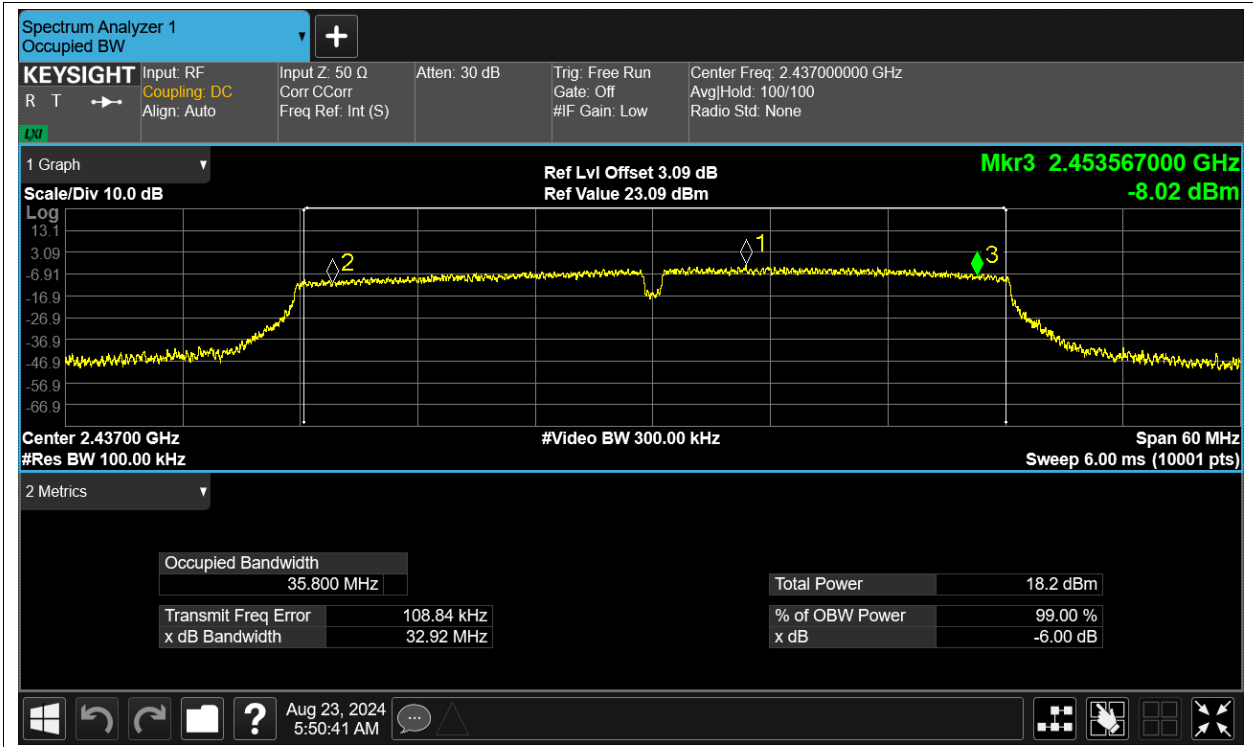 Spectrum Analyzer 1
Occupied BW
+
KEYSIGHT
R T
LXI
Input: RF
Coupling: DC
Align: Auto
Input Z: 50 Ω
Corr CCorr
Freq Ref: Int (S)
Atten: 30 dB
Trig: Free Run
Gate: Off
#IF Gain: Low
Center Freq: 2.437000000 GHz
Avg|Hold: 100/100
Radio Std: None
1 Graph
Scale/Div 10.0 dB
Ref Lvl Offset 3.09 dB
Ref Value 23.09 dBm
Mkr3 2.453567000 GHz
-8.02 dBm
Log
13.1
3.09
-6.91
-16.9
-26.9
-36.9
-46.9
-56.9
-66.9
2
1
3
Center 2.43700 GHz
#Res BW 100.00 kHz
#Video BW 300.00 kHz
Span 60 MHz
Sweep 6.00 ms (10001 pts)
2 Metrics
Occupied Bandwidth
35.800 MHz
Transmit Freq Error 108.84 kHz
x dB Bandwidth 32.92 MHz
Total Power 18.2 dBm
% of OBW Power 99.00 %
x dB -6.00 dB
?
Aug 23, 2024
5:50:41 AM